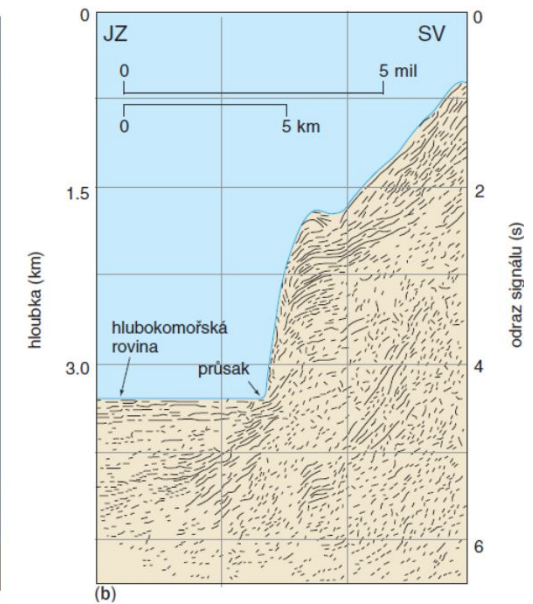 0
0
JZ
SV
0
5 mil
0
5 km
1.5
2
hloubka (km)
odraz signálu (s)
hlubokomořská
rovina
průsak
3.0
4
6
(b)